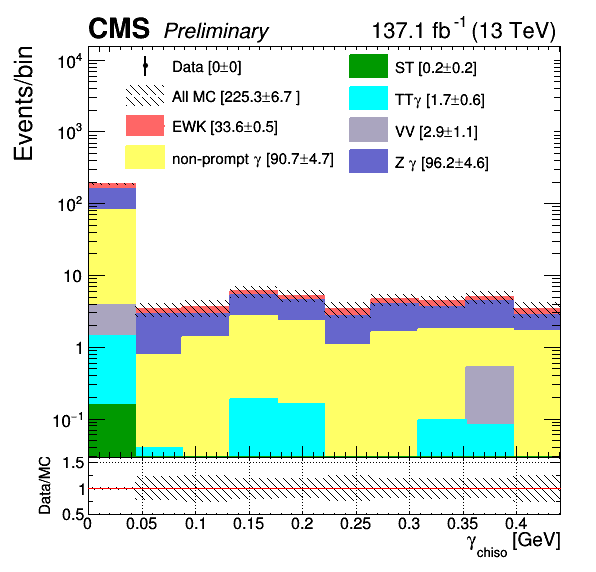 CMS Preliminary 137.1 fb⁻¹ (13 TeV)
Events/bin
Data [0±0]
All MC [225.3±6.7 ]
EWK [33.6±0.5]
non-prompt γ [90.7±4.7]
ST [0.2±0.2]
TTγ [1.7±0.6]
VV [2.9±1.1]
Z γ [96.2±4.6]
10⁴
10³
10²
10
1
10⁻¹
Data/MC
1.5
1
0.5
0 0.05 0.1 0.15 0.2 0.25 0.3 0.35 0.4
γ_chiso [GeV]